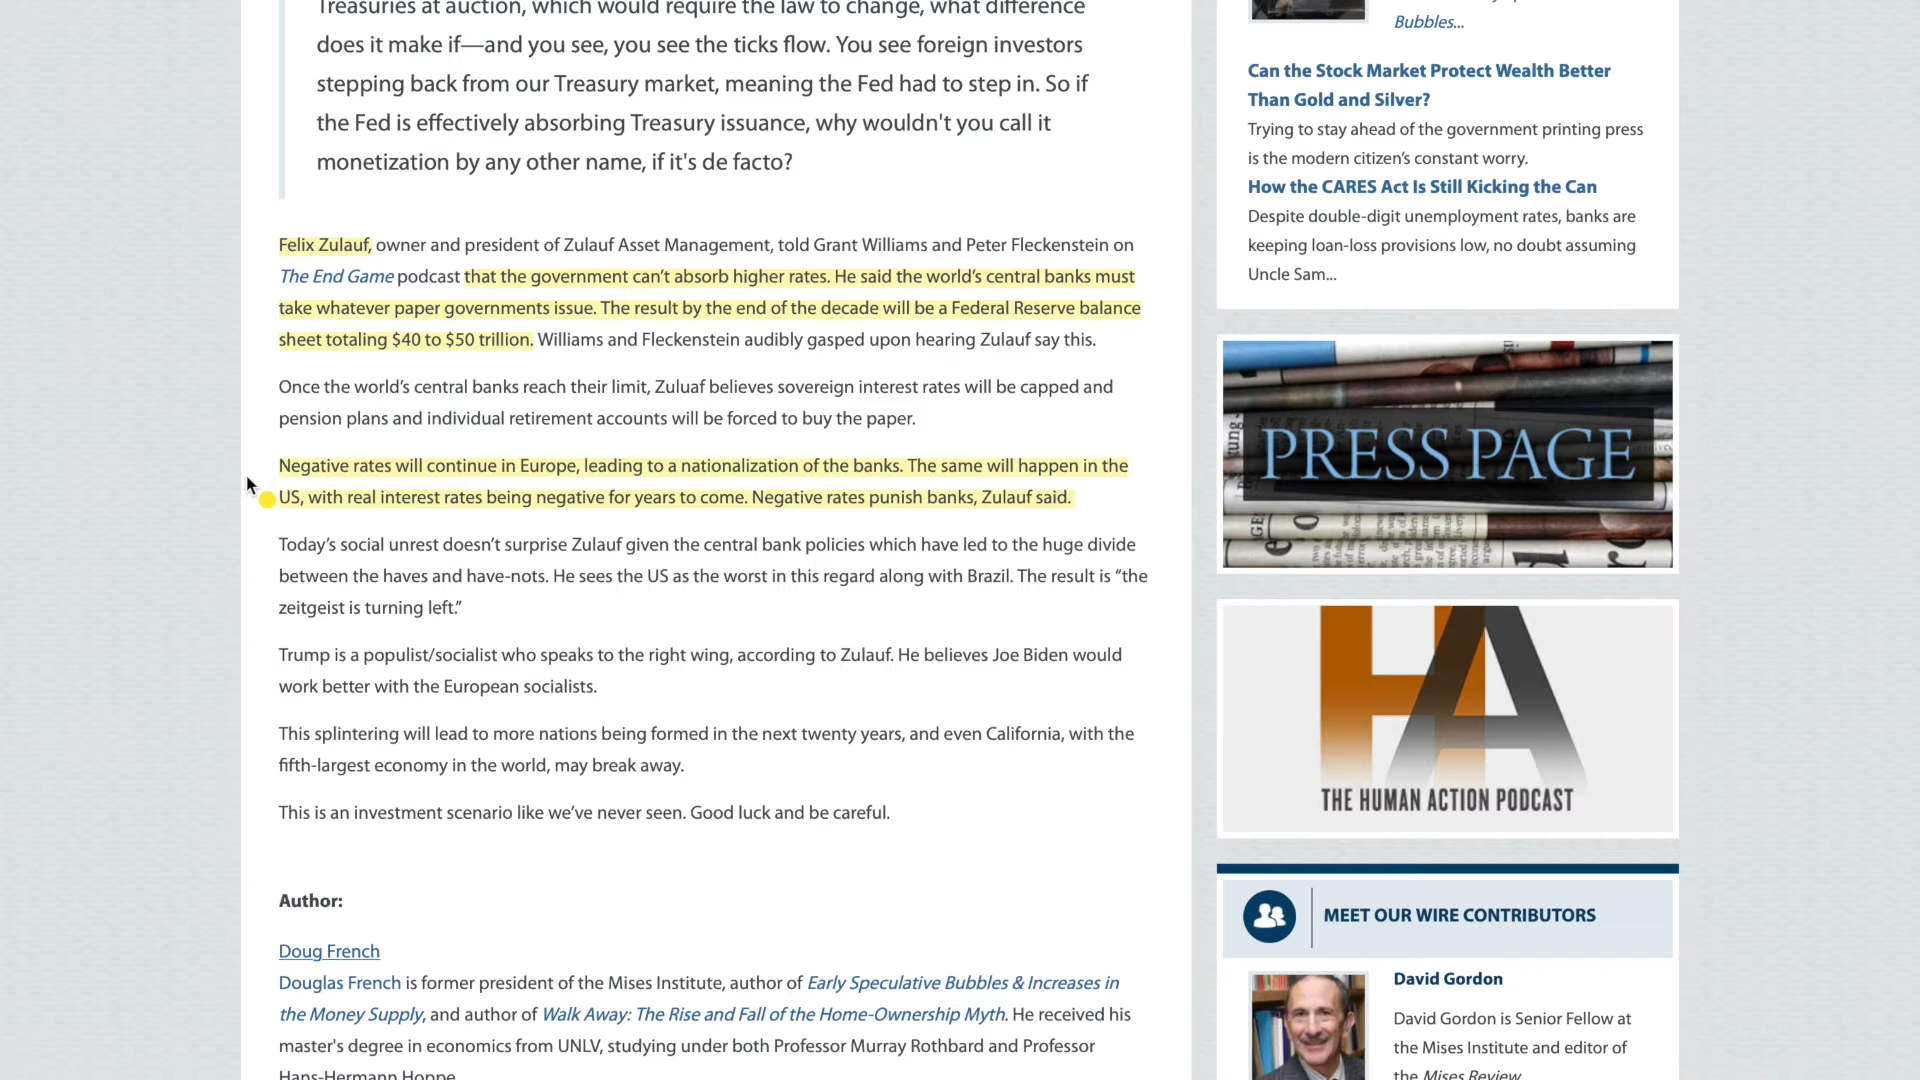 Treasuries at auction, which would require the law to change, what difference
does it make if—and you see, you see the ticks flow. You see foreign investors
stepping back from our Treasury market, meaning the Fed had to step in. So if
the Fed is effectively absorbing Treasury issuance, why wouldn't you call it
monetization by any other name, if it's de facto?
Felix Zulauf, owner and president of Zulauf Asset Management, told Grant Williams and Peter Fleckenstein on
The End Game podcast that the government can’t absorb higher rates. He said the world’s central banks must
take whatever paper governments issue. The result by the end of the decade will be a Federal Reserve balance
sheet totaling $40 to $50 trillion. Williams and Fleckenstein audibly gasped upon hearing Zulauf say this.
Once the world’s central banks reach their limit, Zuluaf believes sovereign interest rates will be capped and
pension plans and individual retirement accounts will be forced to buy the paper.
Negative rates will continue in Europe, leading to a nationalization of the banks. The same will happen in the
US, with real interest rates being negative for years to come. Negative rates punish banks, Zulauf said.
Today’s social unrest doesn’t surprise Zulauf given the central bank policies which have led to the huge divide
between the haves and have-nots. He sees the US as the worst in this regard along with Brazil. The result is “the
zeitgeist is turning left.”
Trump is a populist/socialist who speaks to the right wing, according to Zulauf. He believes Joe Biden would
work better with the European socialists.
This splintering will lead to more nations being formed in the next twenty years, and even California, with the
fifth-largest economy in the world, may break away.
This is an investment scenario like we’ve never seen. Good luck and be careful.
Author:
Doug French
Douglas French is former president of the Mises Institute, author of Early Speculative Bubbles & Increases in
the Money Supply, and author of Walk Away: The Rise and Fall of the Home-Ownership Myth. He received his
master's degree in economics from UNLV, studying under both Professor Murray Rothbard and Professor
Hans-Hermann Hoppe.
Bubbles...
Can the Stock Market Protect Wealth Better
Than Gold and Silver?
Trying to stay ahead of the government printing press
is the modern citizen’s constant worry.
How the CARES Act Is Still Kicking the Can
Despite double-digit unemployment rates, banks are
keeping loan-loss provisions low, no doubt assuming
Uncle Sam...
PRESS PAGE
HA
THE HUMAN ACTION PODCAST
MEET OUR WIRE CONTRIBUTORS
David Gordon
David Gordon is Senior Fellow at
the Mises Institute and editor of
the Mises Review.